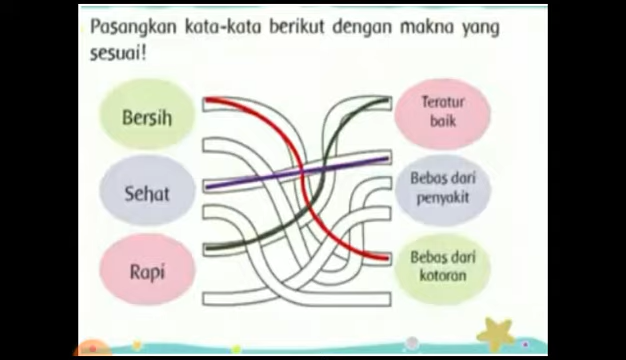 Pasangkan kata-kata berikut dengan makna yang
sesuai!
Bersih
Sehat
Rapi
Teratur
baik
Bebas dari
penyakit
Bebas dari
kotoran